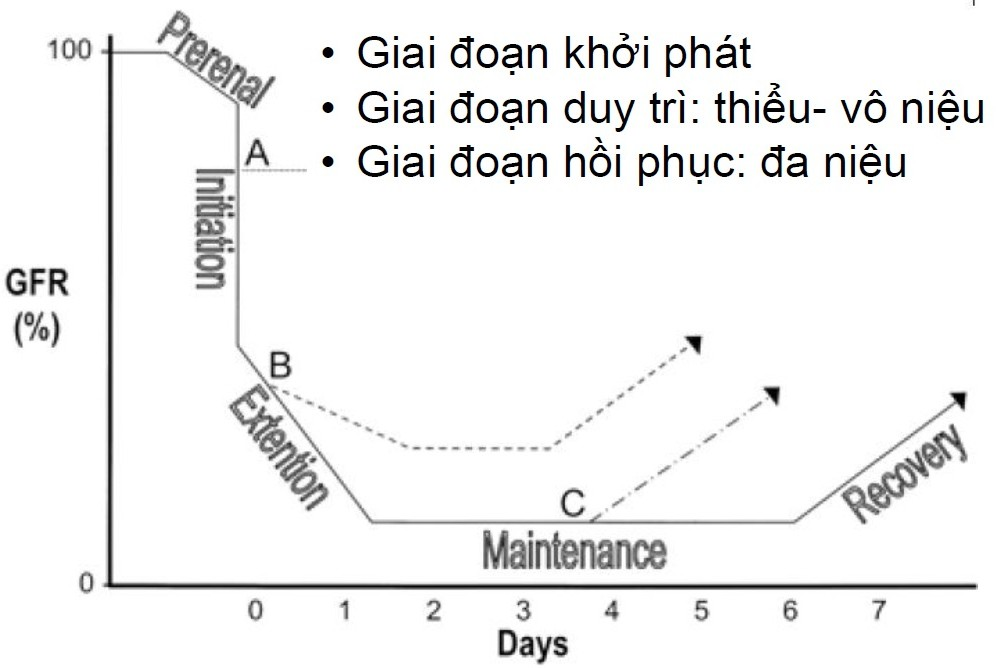 • Giai đoạn khởi phát
• Giai đoạn duy trì: thiểu- vô niệu
• Giai đoạn hồi phục: đa niệu
100
Prerenal
A
Initiation
GFR
(%)
B
Extention
C
Maintenance
Recovery
0
0 1 2 3 4 5 6 7
Days